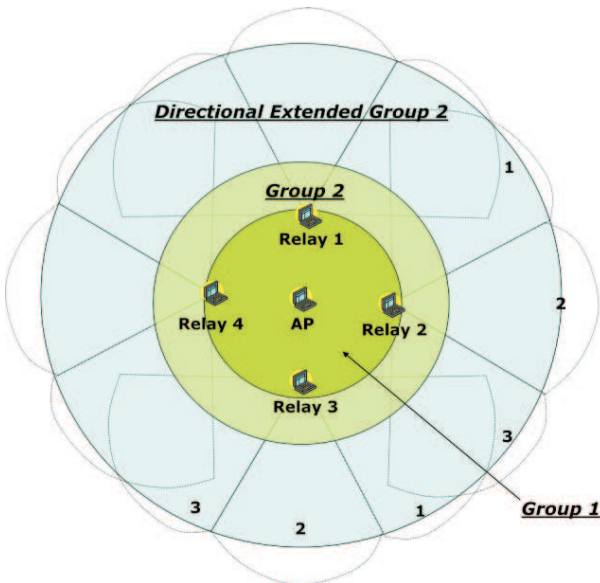 Directional Extended Group 2
1
Group 2
Relay 1
2
Relay 4
AP
Relay 2
Relay 3
3
Group 1
3
2
1